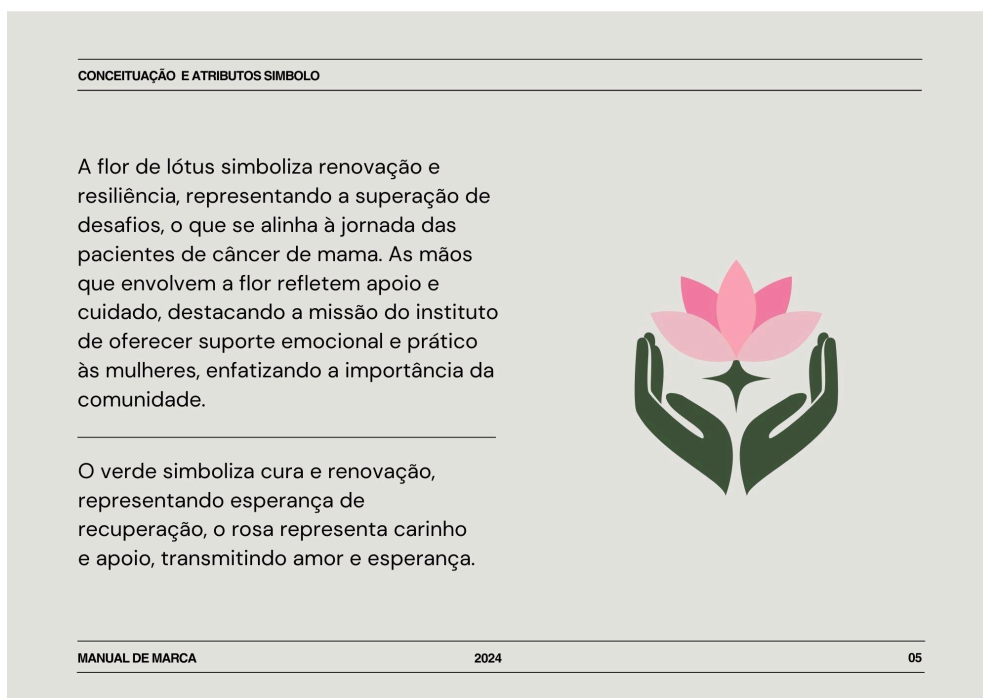 CONCEITUAÇÃO E ATRIBUTOS SIMBOLO
A flor de lótus simboliza renovação e
resiliência, representando a superação de
desafios, o que se alinha à jornada das
pacientes de câncer de mama. As mãos
que envolvem a flor refletem apoio e
cuidado, destacando a missão do instituto
de oferecer suporte emocional e prático
às mulheres, enfatizando a importância da
comunidade.
O verde simboliza cura e renovação,
representando esperança de
recuperação, o rosa representa carinho
e apoio, transmitindo amor e esperança.
MANUAL DE MARCA 2024 05